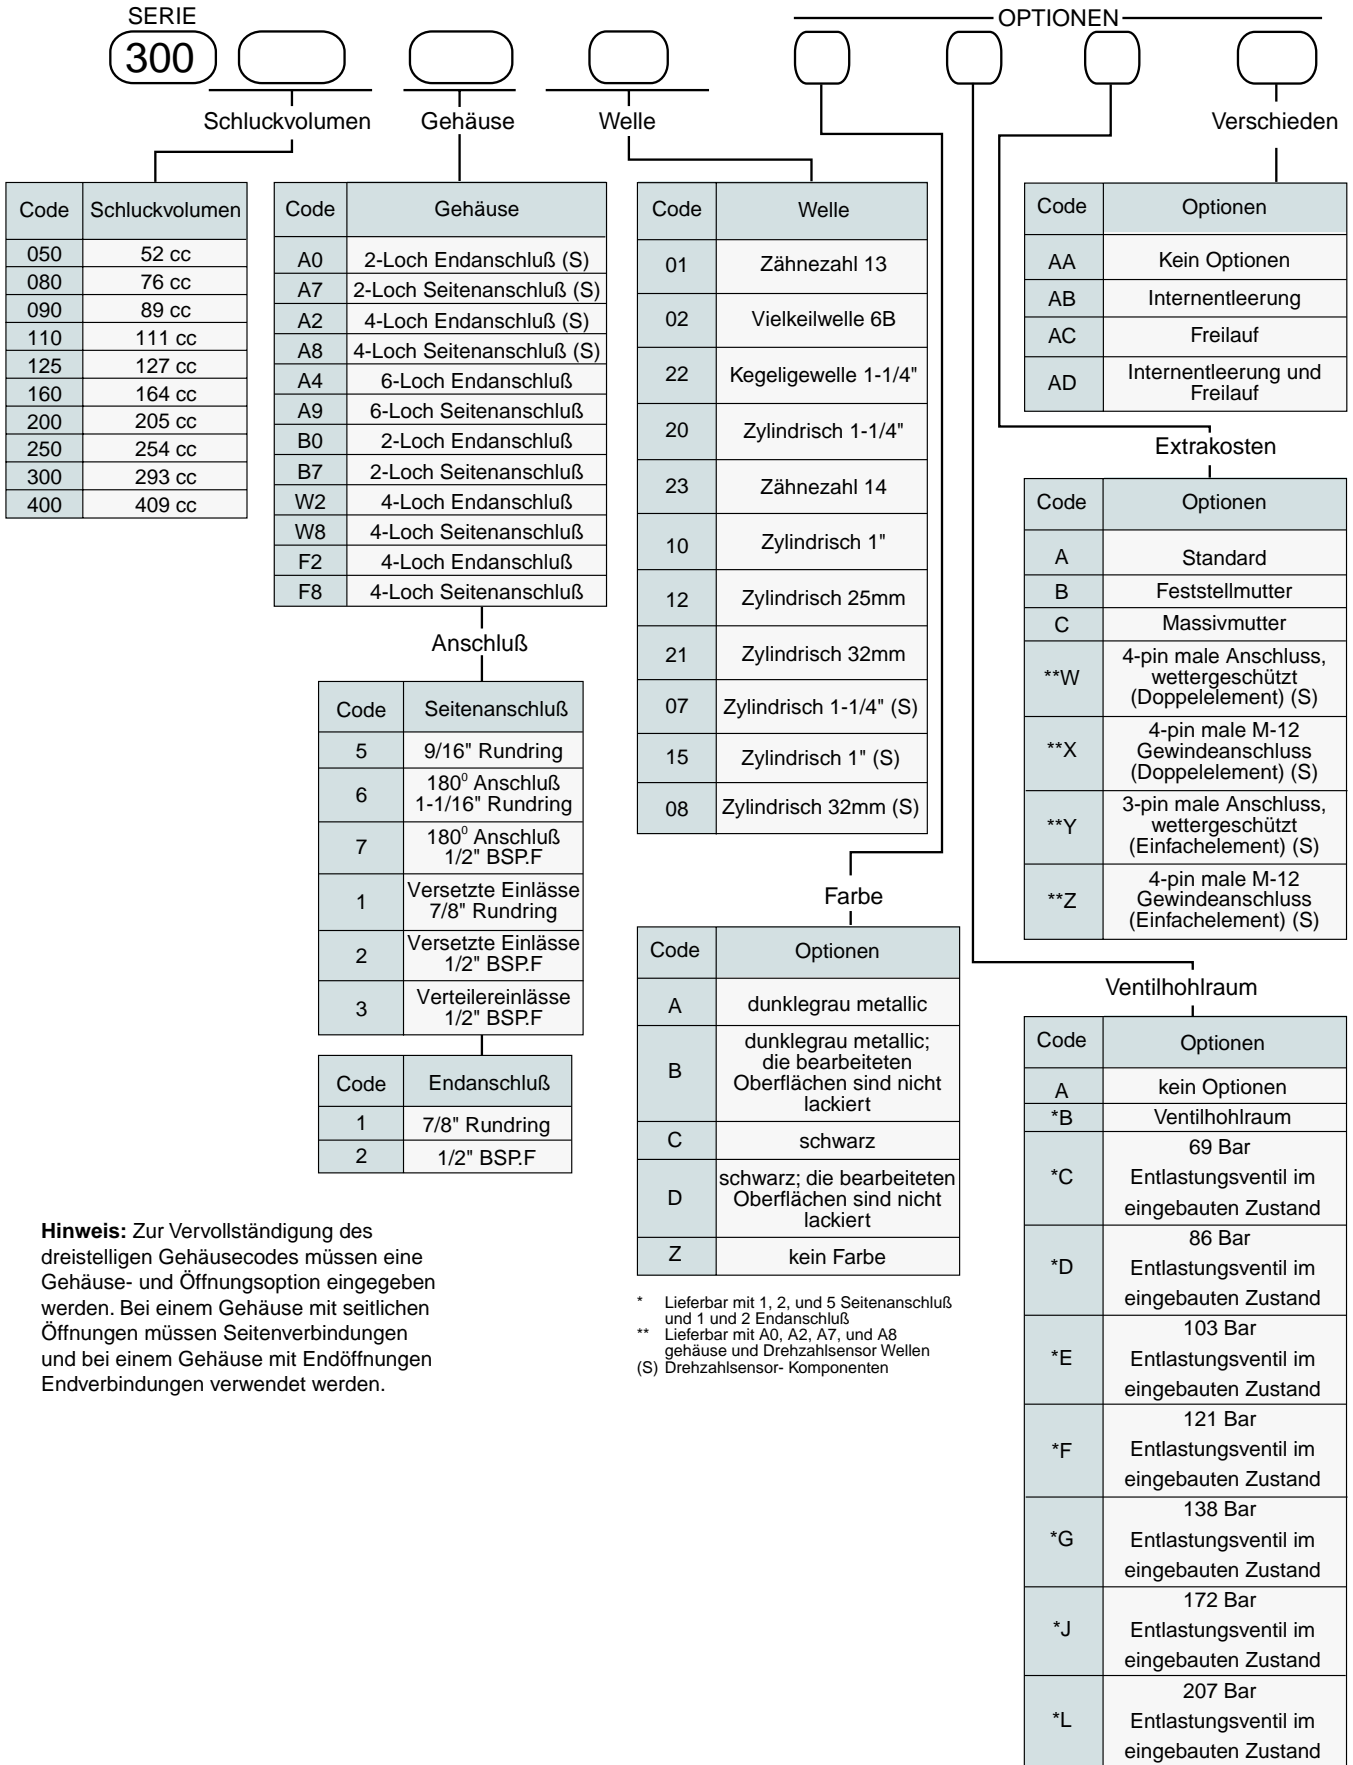 SERIE
OPTIONEN
300
Schluckvolumen
Gehäuse
Welle
Verschieden
Code Schluckvolumen
050 52 cc
080 76 cc
090 89 cc
110 111 cc
125 127 cc
160 164 cc
200 205 cc
250 254 cc
300 293 cc
400 409 cc
Code Gehäuse
A0 2-Loch Endanschluß (S)
A7 2-Loch Seitenanschluß (S)
A2 4-Loch Endanschluß (S)
A8 4-Loch Seitenanschluß (S)
A4 6-Loch Endanschluß
A9 6-Loch Seitenanschluß
B0 2-Loch Endanschluß
B7 2-Loch Seitenanschluß
W2 4-Loch Endanschluß
W8 4-Loch Seitenanschluß
F2 4-Loch Endanschluß
F8 4-Loch Seitenanschluß
Anschluß
Code Seitenanschluß
5 9/16" Rundring
6 180⁰ Anschluß
1-1/16" Rundring
7 180⁰ Anschluß
1/2" BSP.F
1 Versetzte Einlässe
7/8" Rundring
2 Versetzte Einlässe
1/2" BSP.F
3 Verteilereinlässe
1/2" BSP.F
Code Endanschluß
1 7/8" Rundring
2 1/2" BSP.F
Hinweis: Zur Vervollständigung des
dreistelligen Gehäusecodes müssen eine
Gehäuse- und Öffnungsoption eingegeben
werden. Bei einem Gehäuse mit seitlichen
Öffnungen müssen Seitenverbindungen
und bei einem Gehäuse mit Endöffnungen
Endverbindungen verwendet werden.
Code Welle
01 Zähnezahl 13
02 Vielkeilwelle 6B
22 Kegeligewelle 1-1/4"
20 Zylindrisch 1-1/4"
23 Zähnezahl 14
10 Zylindrisch 1"
12 Zylindrisch 25mm
21 Zylindrisch 32mm
07 Zylindrisch 1-1/4" (S)
15 Zylindrisch 1" (S)
08 Zylindrisch 32mm (S)
Farbe
Code Optionen
A dunklegrau metallic
B dunklegrau metallic;
die bearbeiteten
Oberflächen sind nicht
lackiert
C schwarz
D schwarz; die bearbeiteten
Oberflächen sind nicht
lackiert
Z kein Farbe
* Lieferbar mit 1, 2, und 5 Seitenanschluß
und 1 und 2 Endanschluß
** Lieferbar mit A0, A2, A7, und A8
gehäuse und Drehzahlsensor Wellen
(S) Drehzahlsensor- Komponenten
Code Optionen
AA Kein Optionen
AB Internentleerung
AC Freilauf
AD Internentleerung und
Freilauf
Extrakosten
Code Optionen
A Standard
B Feststellmutter
C Massivmutter
**W 4-pin male Anschluss,
wettergeschützt
(Doppelelement) (S)
**X 4-pin male M-12
Gewindeanschluss
(Doppelelement) (S)
**Y 3-pin male Anschluss,
wettergeschützt
(Einfachelement) (S)
**Z 4-pin male M-12
Gewindeanschluss
(Einfachelement) (S)
Ventilhohlraum
Code Optionen
A kein Optionen
*B Ventilhohlraum
*C 69 Bar
Entlastungsventil im
eingebauten Zustand
*D 86 Bar
Entlastungsventil im
eingebauten Zustand
*E 103 Bar
Entlastungsventil im
eingebauten Zustand
*F 121 Bar
Entlastungsventil im
eingebauten Zustand
*G 138 Bar
Entlastungsventil im
eingebauten Zustand
*J 172 Bar
Entlastungsventil im
eingebauten Zustand
*L 207 Bar
Entlastungsventil im
eingebauten Zustand